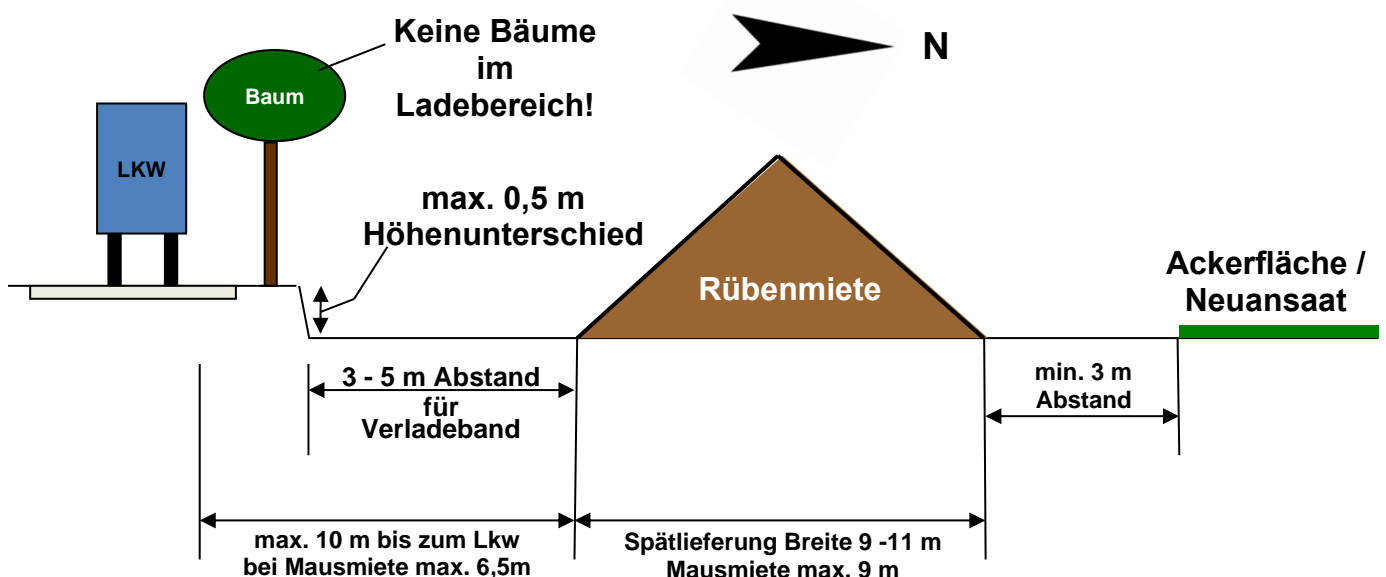 Keine Bäume
im
Ladebereich!
N
Baum
LKW
max. 0,5 m
Höhenunterschied
Rübenmiete
Ackerfläche /
Neuansaat
3 - 5 m Abstand
für
Verladeband
min. 3 m
Abstand
max. 10 m bis zum Lkw
bei Mausmiete max. 6,5m
Spätlieferung Breite 9 -11 m
Mausmiete max. 9 m